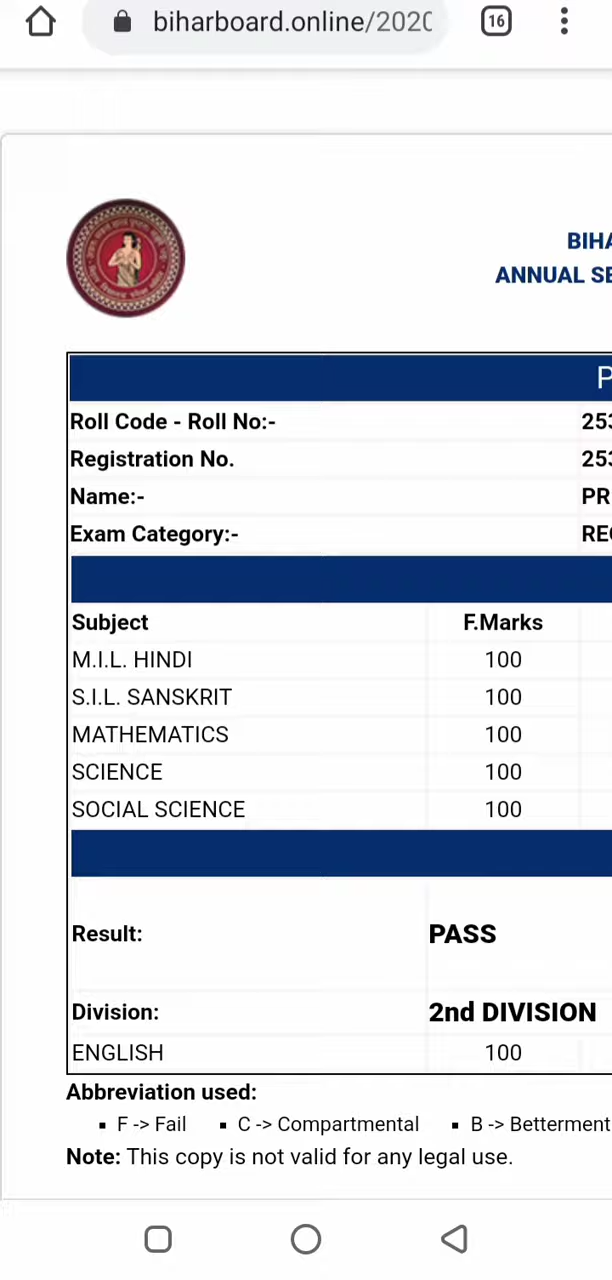 biharboard.online/2020
16
BIHA
ANNUAL SE
P
Roll Code - Roll No:- 253
Registration No. 253
Name:- PR
Exam Category:- REG
Subject F.Marks
M.I.L. HINDI 100
S.I.L. SANSKRIT 100
MATHEMATICS 100
SCIENCE 100
SOCIAL SCIENCE 100
Result: PASS
Division: 2nd DIVISION
ENGLISH 100
Abbreviation used:
▪ F -> Fail ▪ C -> Compartmental ▪ B -> Betterment
Note: This copy is not valid for any legal use.